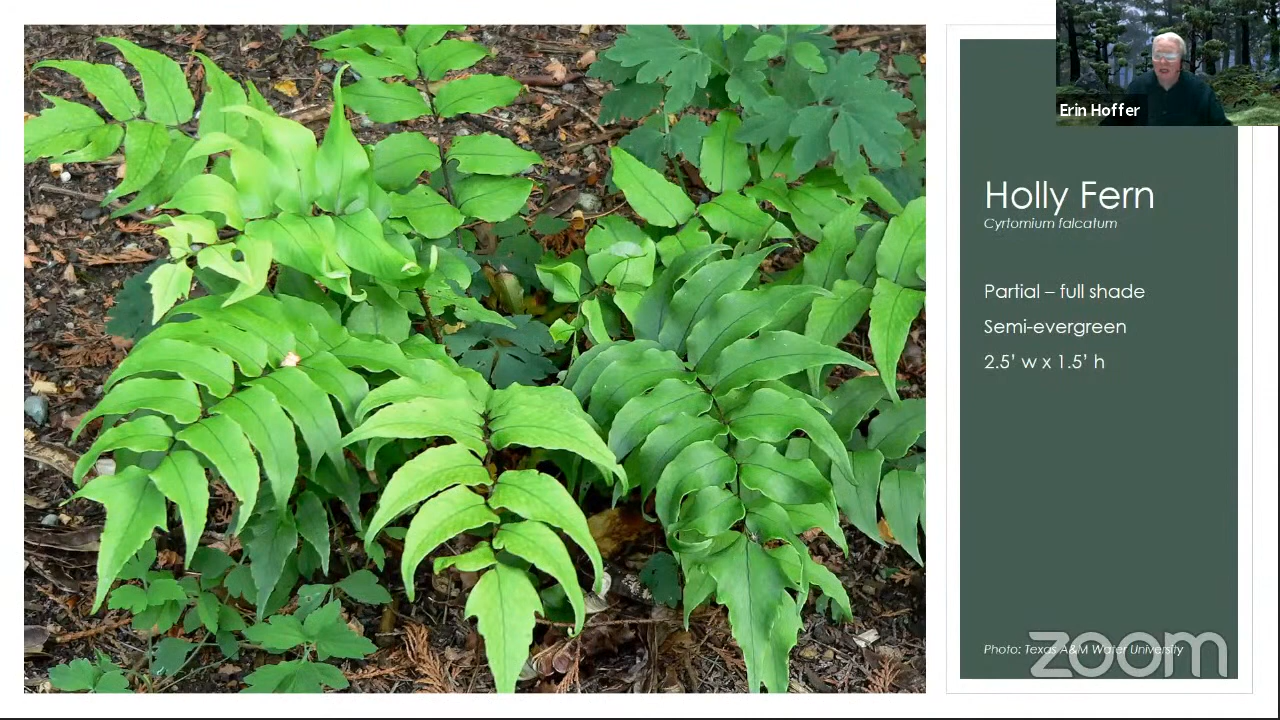 Erin Hoffer
Holly Fern
Cyrtomium falcatum
Partial – full shade
Semi-evergreen
2.5' w x 1.5' h
Photo: Texas A&M Water University
zoom